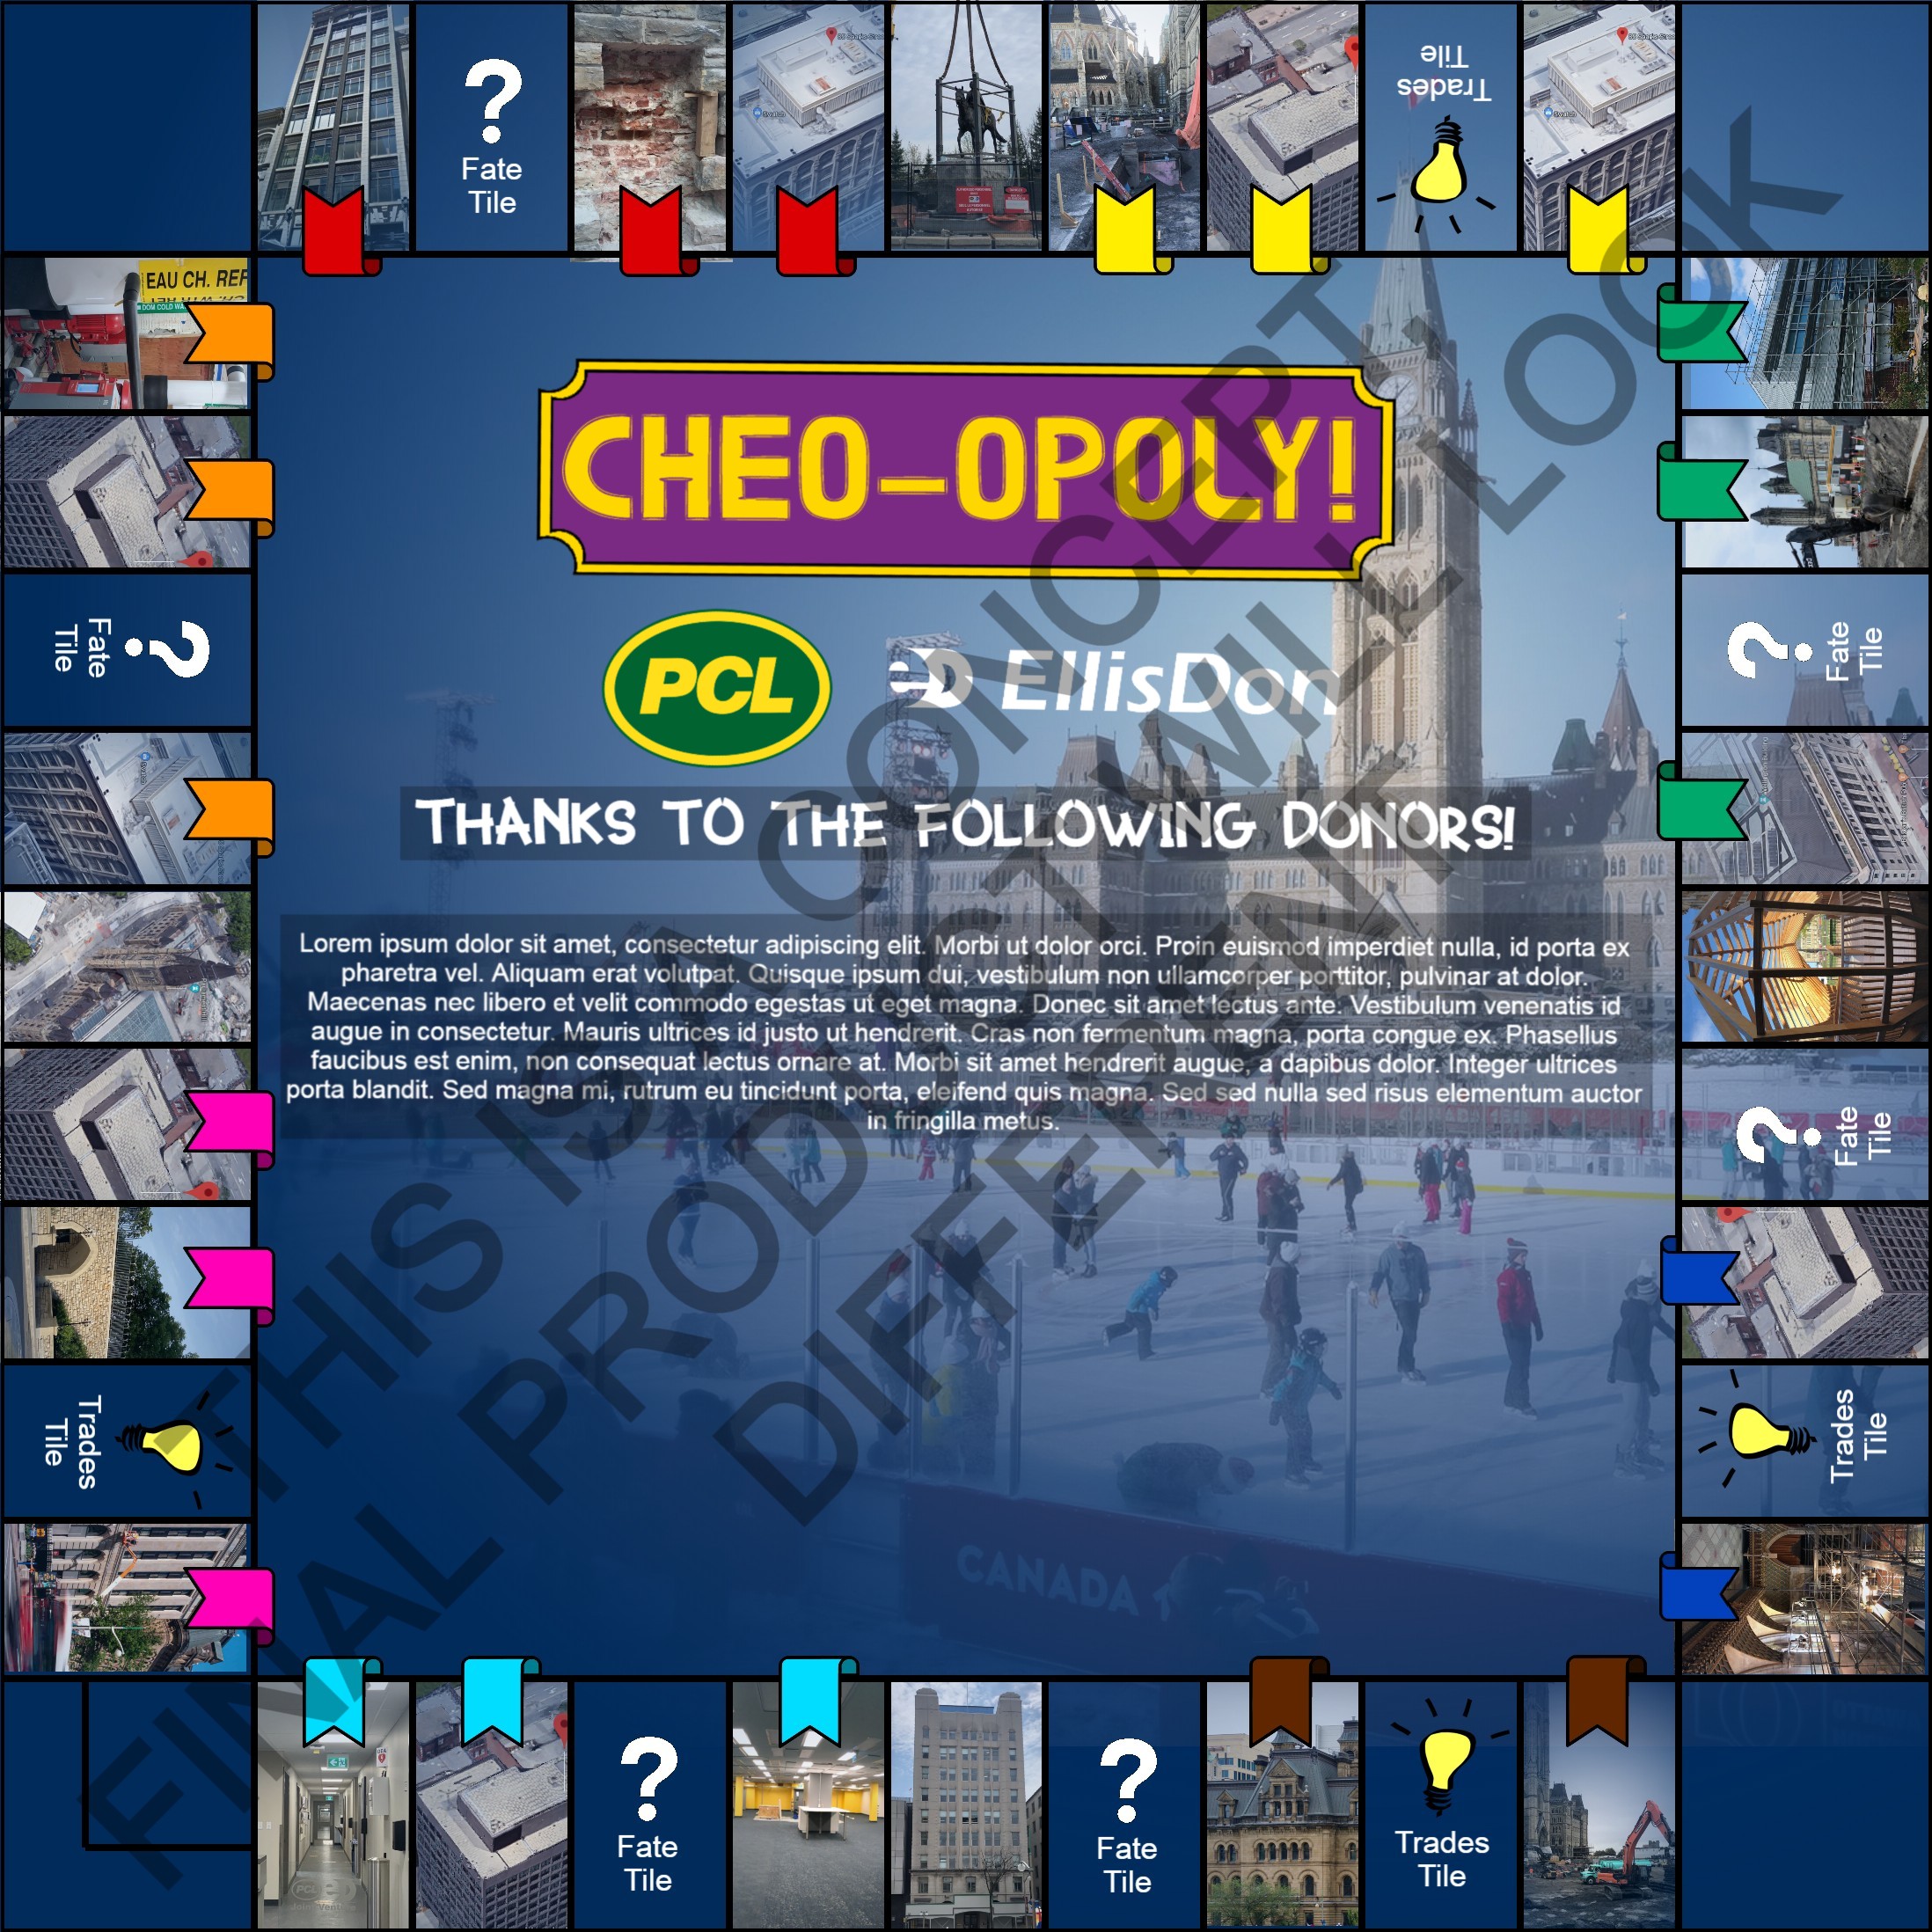 Fate
Tile
Trades
Tile
EAU CH. REF
DOM COLD WA
CHEO-OPOLY!
Fate
Tile
PCL
EllisDon
Fate
Tile
THANKS TO THE FOLLOWING DONORS!
Lorem ipsum dolor sit amet, consectetur adipiscing elit. Morbi ut dolor orci. Proin euismod imperdiet nulla, id porta ex
pharetra vel. Aliquam erat volutpat. Quisque ipsum dui, vestibulum non ullamcorper porttitor, pulvinar at dolor.
Maecenas nec libero et velit commodo egestas ut eget magna. Donec sit amet lectus ante. Vestibulum venenatis id
augue in consectetur. Mauris ultrices id justo ut hendrerit. Cras non fermentum magna, porta congue ex. Phasellus
faucibus est enim, non consequat lectus ornare at. Morbi sit amet hendrerit augue, a dapibus dolor. Integer ultrices
porta blandit. Sed magna mi, rutrum eu tincidunt porta, eleifend quis magna. Sed sed nulla sed risus elementum auctor
in fringilla metus.
Fate
Tile
Trades
Tile
Trades
Tile
CANADA 1
THIS IS A CONCEPT
FINAL PRODUCT WILL LOOK
DIFFERENT
Fate
Tile
Fate
Tile
Trades
Tile
PCL